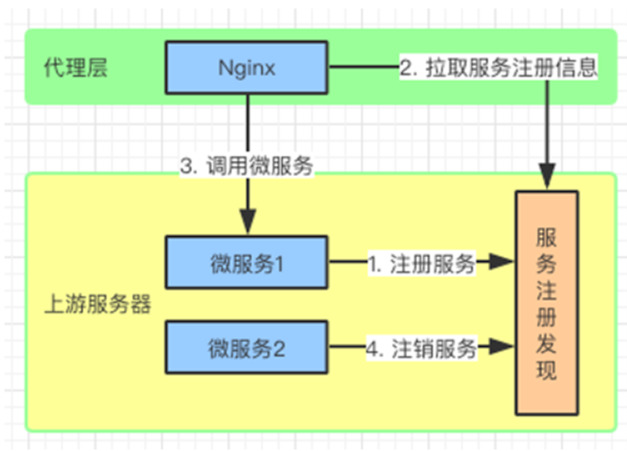 代理层
Nginx
2. 拉取服务注册信息
3. 调用微服务
微服务1
1. 注册服务
上游服务器
微服务2
4. 注销服务
服务注册发现